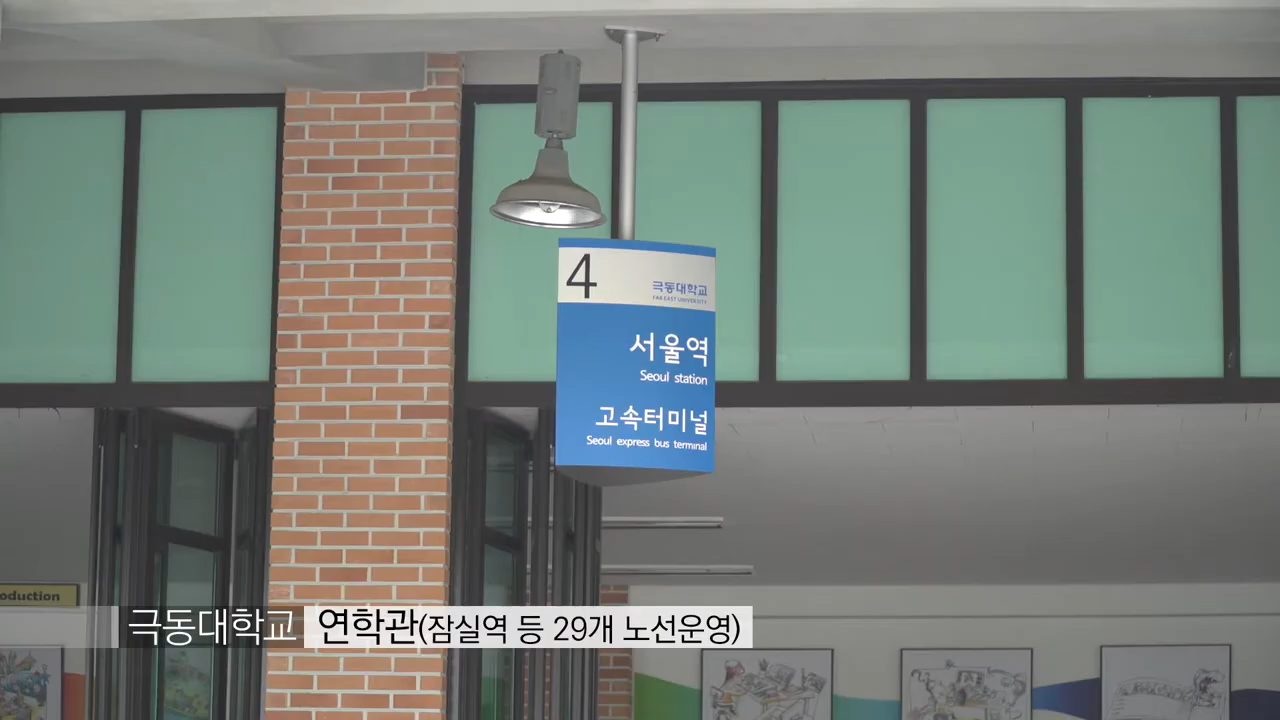 4
극동대학교
FAR EAST UNIVERSITY
서울역
Seoul station
고속터미널
Seoul express bus terminal
oduction
극동대학교 연학관(잠실역 등 29개 노선운영)